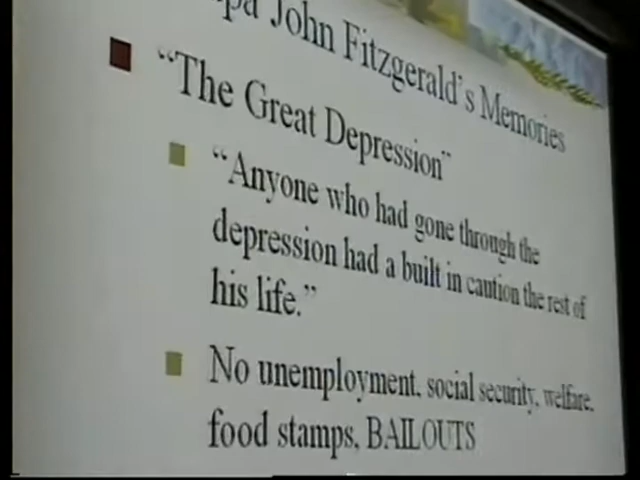 John Fitzgerald's Memories
“The Great Depression”
“Anyone who had gone through the
depression had a built in caution the rest of
his life.”
No unemployment, social security, welfare,
food stamps, BAILOUTS